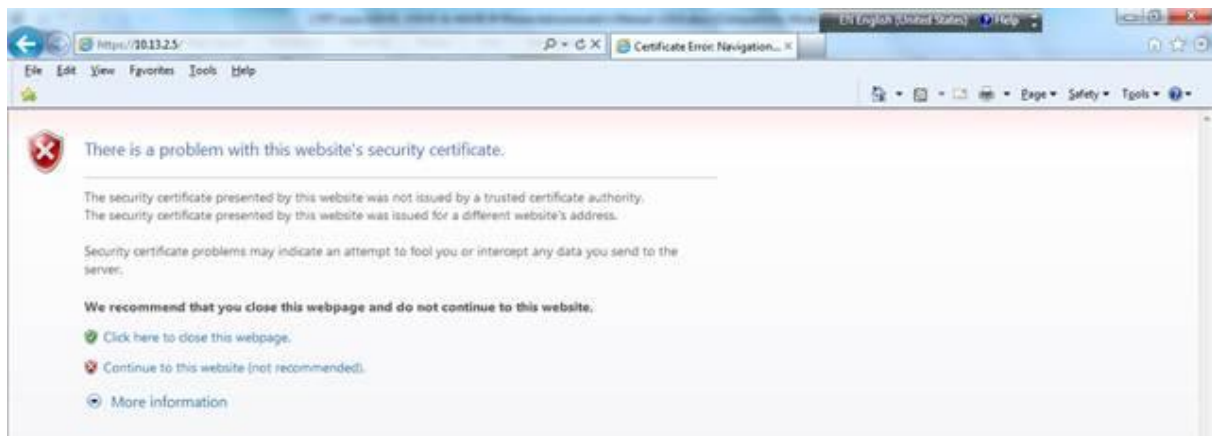 EN English (United States) Help
https://10.13.2.5/
Certificate Error: Navigation...
File Edit View Favorites Tools Help
Page Safety Tools
There is a problem with this website's security certificate.
The security certificate presented by this website was not issued by a trusted certificate authority.
The security certificate presented by this website was issued for a different website's address.
Security certificate problems may indicate an attempt to fool you or intercept any data you send to the
server.
We recommend that you close this webpage and do not continue to this website.
Click here to close this webpage.
Continue to this website (not recommended).
More information